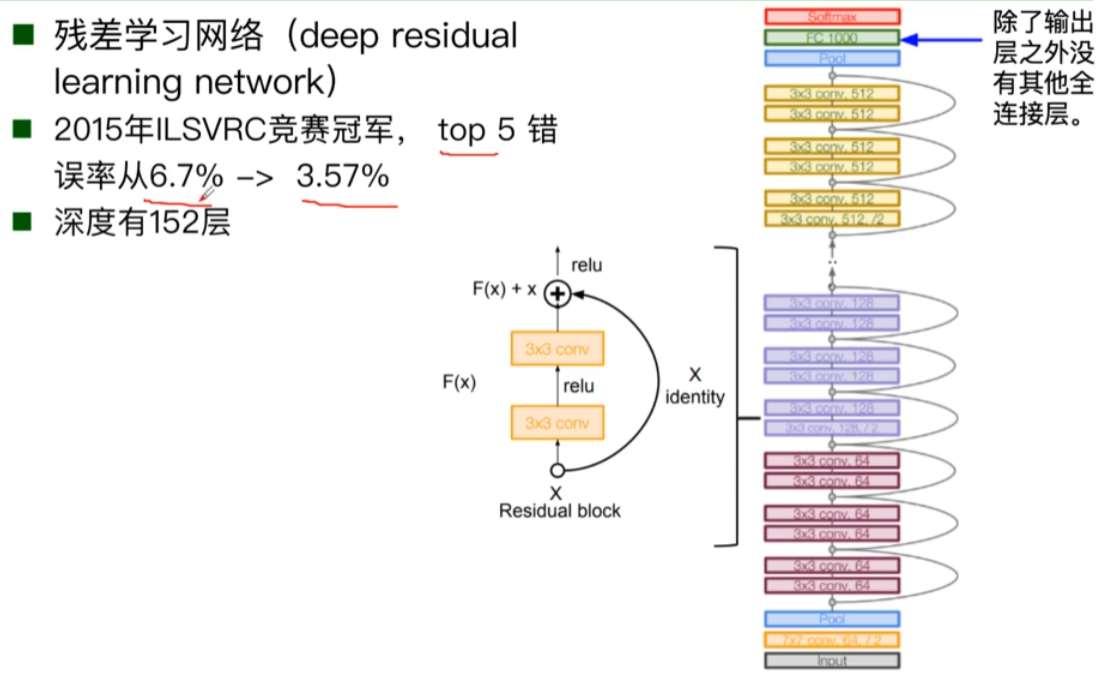 残差学习网络（deep residual
learning network）
2015年ILSVRC竞赛冠军， top 5 错
误率从6.7% -> 3.57%
深度有152层
relu
F(x) + x
3x3 conv
F(x)
relu
3x3 conv
X
identity
X
Residual block
Softmax
FC 1000
Pool
3x3 conv, 512
3x3 conv, 512
3x3 conv, 512
3x3 conv, 512
3x3 conv, 512
3x3 conv, 512, /2
..
3x3 conv, 128
3x3 conv, 128
3x3 conv, 128
3x3 conv, 128
3x3 conv, 128
3x3 conv, 128, / 2
3x3 conv, 64
3x3 conv, 64
3x3 conv, 64
3x3 conv, 64
3x3 conv, 64
3x3 conv, 64
Pool
7x7 conv, 64, / 2
Input
除了输出
层之外没
有其他全
连接层。